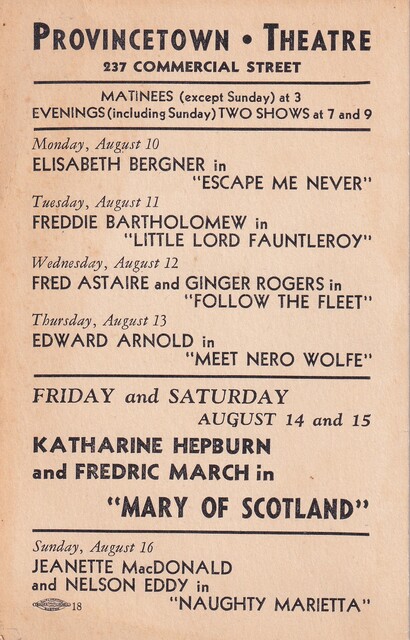 PROVINCETOWN • THEATRE
237 COMMERCIAL STREET
MATINEES (except Sunday) at 3
EVENINGS (including Sunday) TWO SHOWS at 7 and 9
Monday, August 10
ELISABETH BERGNER in
"ESCAPE ME NEVER"
Tuesday, August 11
FREDDIE BARTHOLOMEW in
"LITTLE LORD FAUNTLEROY"
Wednesday, August 12
FRED ASTAIRE and GINGER ROGERS in
"FOLLOW THE FLEET"
Thursday, August 13
EDWARD ARNOLD in
"MEET NERO WOLFE"
FRIDAY and SATURDAY
AUGUST 14 and 15
KATHARINE HEPBURN
and FREDRIC MARCH in
"MARY OF SCOTLAND"
Sunday, August 16
JEANETTE MacDONALD
and NELSON EDDY in
"NAUGHTY MARIETTA"
18